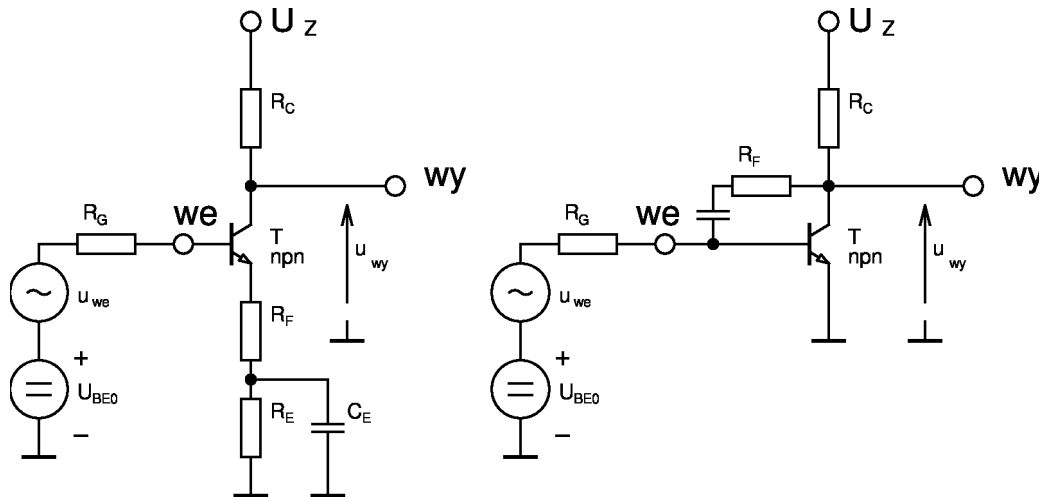 U Z
R C
wy
R G
we
T
npn
u wy
u we
R F
+
U BE0
–
R E
C E
U Z
R C
R F
wy
R G
we
T
npn
u wy
u we
+
U BE0
–